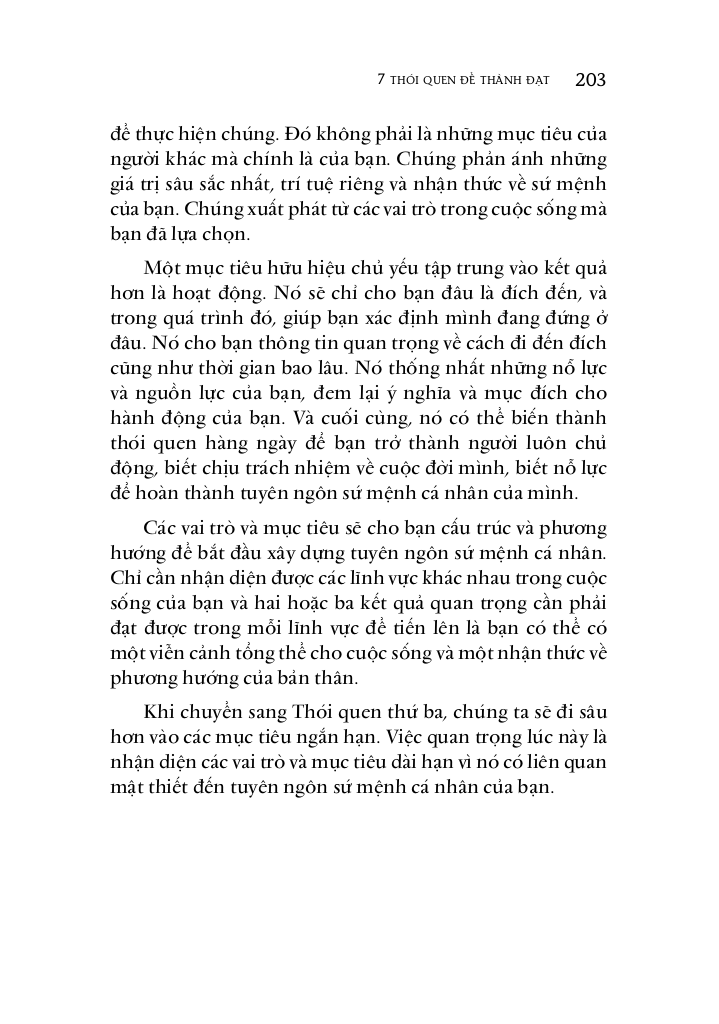 7 THÓI QUEN ĐỂ THÀNH ĐẠT 203
để thực hiện chúng. Đó không phải là những mục tiêu của
người khác mà chính là của bạn. Chúng phản ánh những
giá trị sâu sắc nhất, trí tuệ riêng và nhận thức về sứ mệnh
của bạn. Chúng xuất phát từ các vai trò trong cuộc sống mà
bạn đã lựa chọn.
Một mục tiêu hữu hiệu chủ yếu tập trung vào kết quả
hơn là hoạt động. Nó sẽ chỉ cho bạn đâu là đích đến, và
trong quá trình đó, giúp bạn xác định mình đang đứng ở
đâu. Nó cho bạn thông tin quan trọng về cách đi đến đích
cũng như thời gian bao lâu. Nó thống nhất những nỗ lực
và nguồn lực của bạn, đem lại ý nghĩa và mục đích cho
hành động của bạn. Và cuối cùng, nó có thể biến thành
thói quen hàng ngày để bạn trở thành người luôn chủ
động, biết chịu trách nhiệm về cuộc đời mình, biết nỗ lực
để hoàn thành tuyên ngôn sứ mệnh cá nhân của mình.
Các vai trò và mục tiêu sẽ cho bạn cấu trúc và phương
hướng để bắt đầu xây dựng tuyên ngôn sứ mệnh cá nhân.
Chỉ cần nhận diện được các lĩnh vực khác nhau trong cuộc
sống của bạn và hai hoặc ba kết quả quan trọng cần phải
đạt được trong mỗi lĩnh vực để tiến lên là bạn có thể có
một viễn cảnh tổng thể cho cuộc sống và một nhận thức về
phương hướng của bản thân.
Khi chuyển sang Thói quen thứ ba, chúng ta sẽ đi sâu
hơn vào các mục tiêu ngắn hạn. Việc quan trọng lúc này là
nhận diện các vai trò và mục tiêu dài hạn vì nó có liên quan
mật thiết đến tuyên ngôn sứ mệnh cá nhân của bạn.